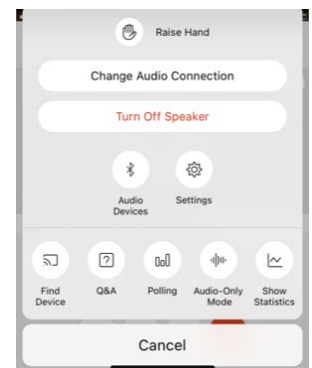 Raise Hand
Change Audio Connection
Turn Off Speaker
Audio
Devices
Settings
Find
Device
Q&A
Polling
Audio-Only
Mode
Show
Statistics
Cancel